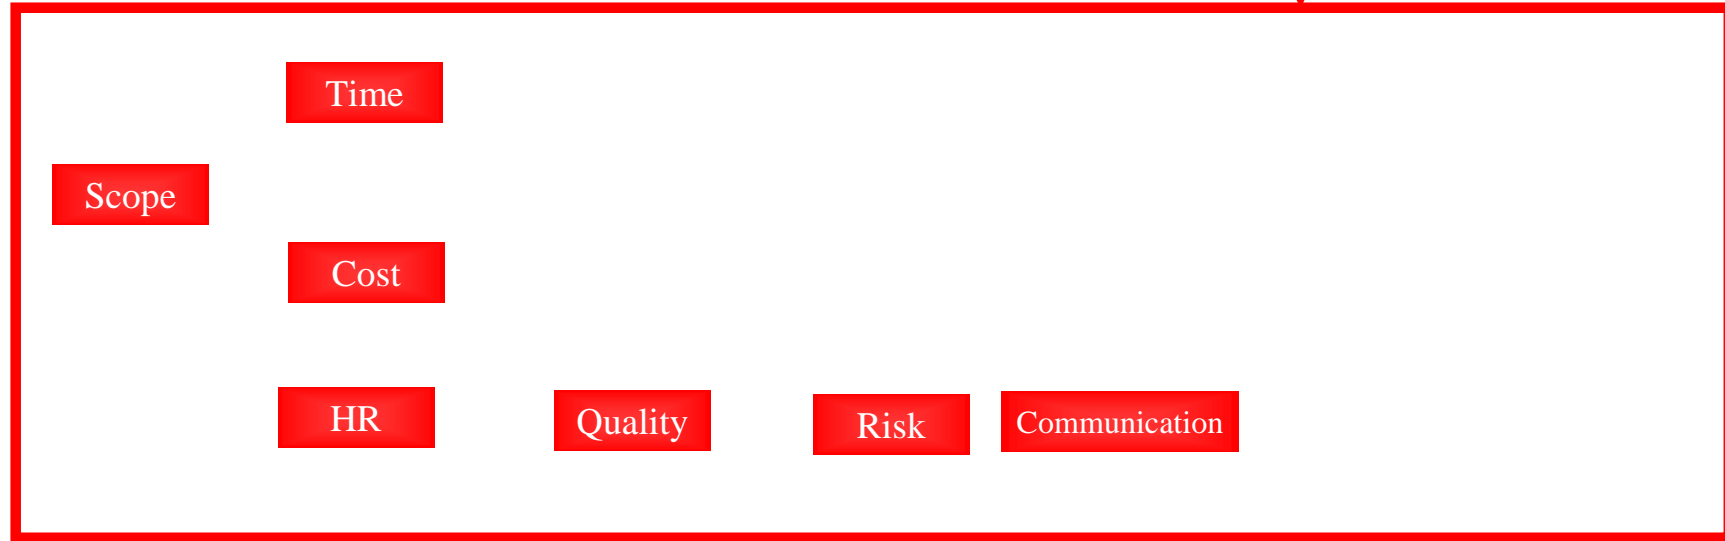 Time
Scope
Cost
HR
Quality
Risk
Communication